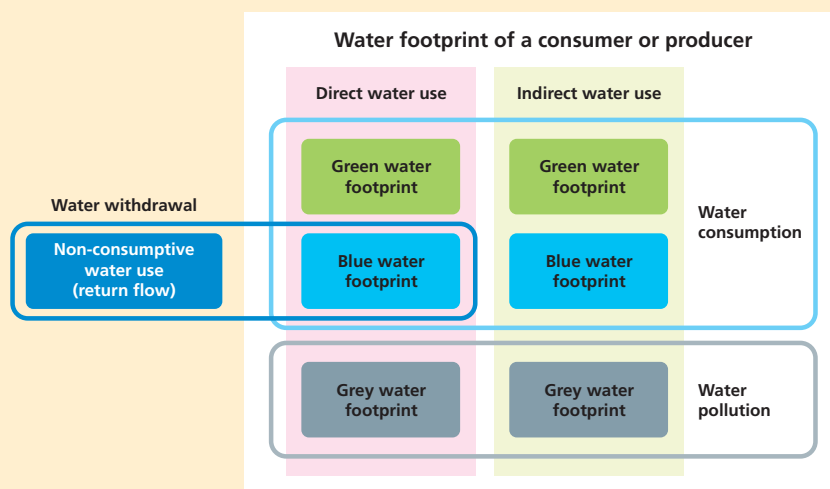 Water footprint of a consumer or producer
Direct water use
Indirect water use
Green water
footprint
Green water
footprint
Water withdrawal
Water
consumption
Non-consumptive
water use
(return flow)
Blue water
footprint
Blue water
footprint
Grey water
footprint
Grey water
footprint
Water
pollution